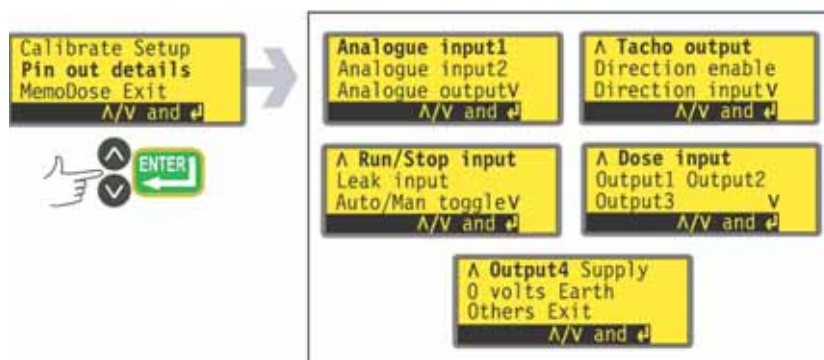 Calibrate Setup
Pin out details
MemoDose Exit
Λ/V and ↵
ENTER
Analogue input1
Analogue input2
Analogue outputV
Λ/V and ↵
Λ Tacho output
Direction enable
Direction inputV
Λ/V and ↵
Λ Run/Stop input
Leak input
Auto/Man toggleV
Λ/V and ↵
Λ Dose input
Output1 Output2
Output3 V
Λ/V and ↵
Λ Output4 Supply
0 volts Earth
Others Exit
Λ/V and ↵